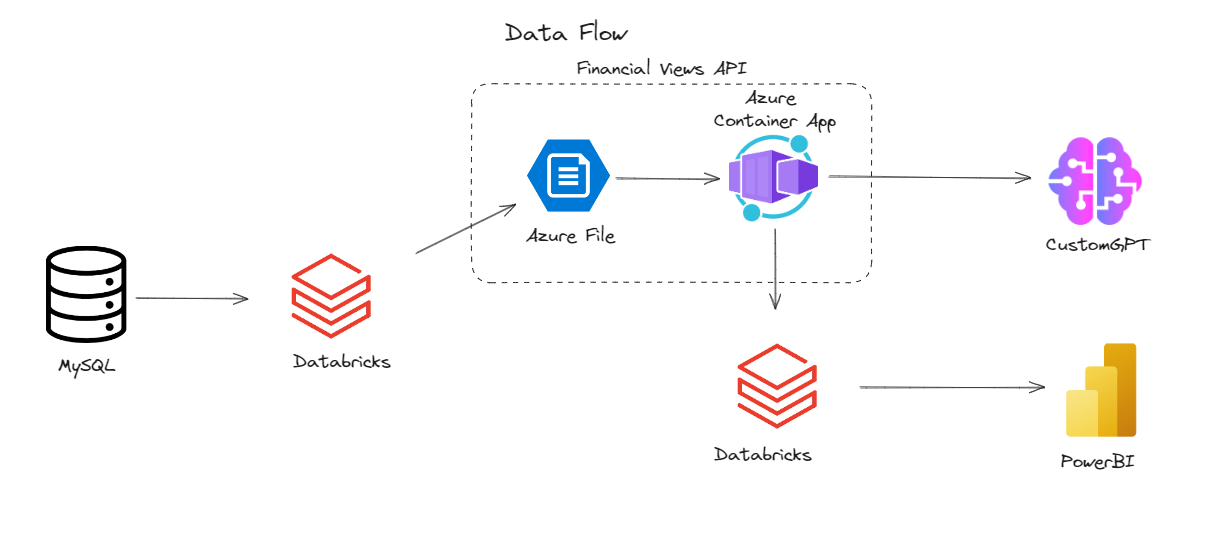 Data Flow
Financial Views API
Azure
Container App
Azure File
CustomGPT
MySQL
Databricks
Databricks
PowerBI